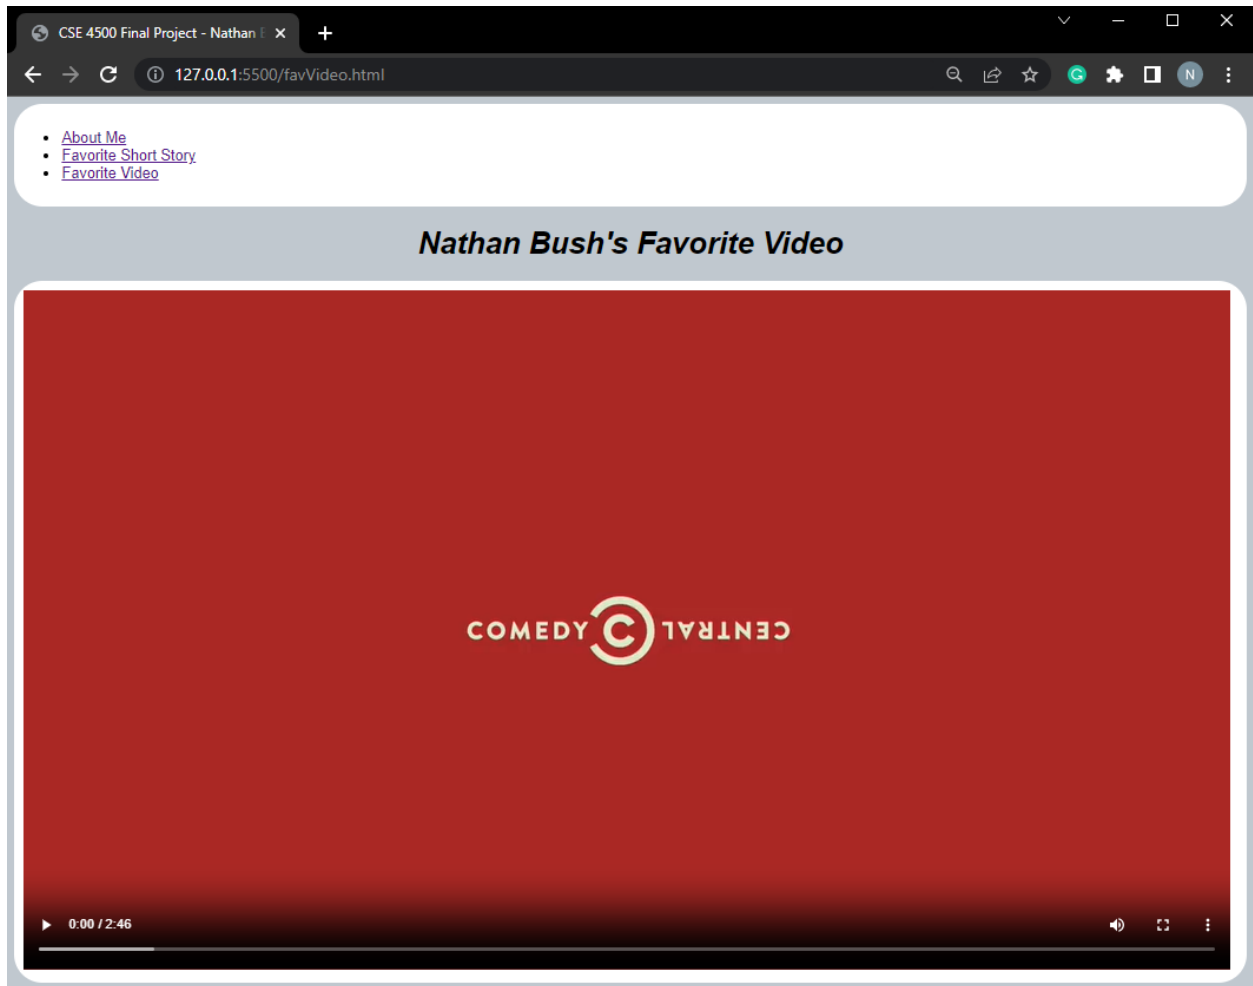 CSE 4500 Final Project - Nathan
127.0.0.1:5500/favVideo.html
G
N
About Me
Favorite Short Story
Favorite Video
Nathan Bush's Favorite Video
COMEDY C CENTRAL
0:00 / 2:46